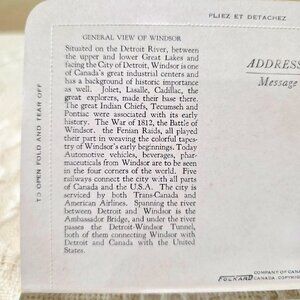 PLIEZ ET DETACHEZ
GENERAL VIEW OF WINDSOR
Situated on the Detroit River, between
the upper and lower Great Lakes and
facing the City of Detroit, Windsor is one
of Canada's great industrial centers and
has a background of historic importance
as well. Joliet, Lasalle, Cadillac, the
great explorers, made their base there.
The great Indian Chiefs, Tecumseh and
Pontiac were associated with its early
history. The War of 1812, the Battle of
Windsor, the Fenian Raids, all played
their part in weaving the colorful tapes-
try of Windsor's early beginnings. Today
Automotive vehicles, beverages, phar-
maceuticals from Windsor are to be seen
in the four corners of the world. Five
railways connect the city with all parts
of Canada and the U.S.A. The city is
serviced by both Trans-Canada and
American Airlines. Spanning the river
between Detroit and Windsor is the
Ambassador Bridge, and under the river
passes the Detroit-Windsor Tunnel,
both of them connecting Windsor with
Detroit and Canada with the United
States.
TO OPEN FOLD AND TEAR OFF
ADDRESS
Message
FOLKARD
COMPANY OF CANA
CANADA. COPYRIGH